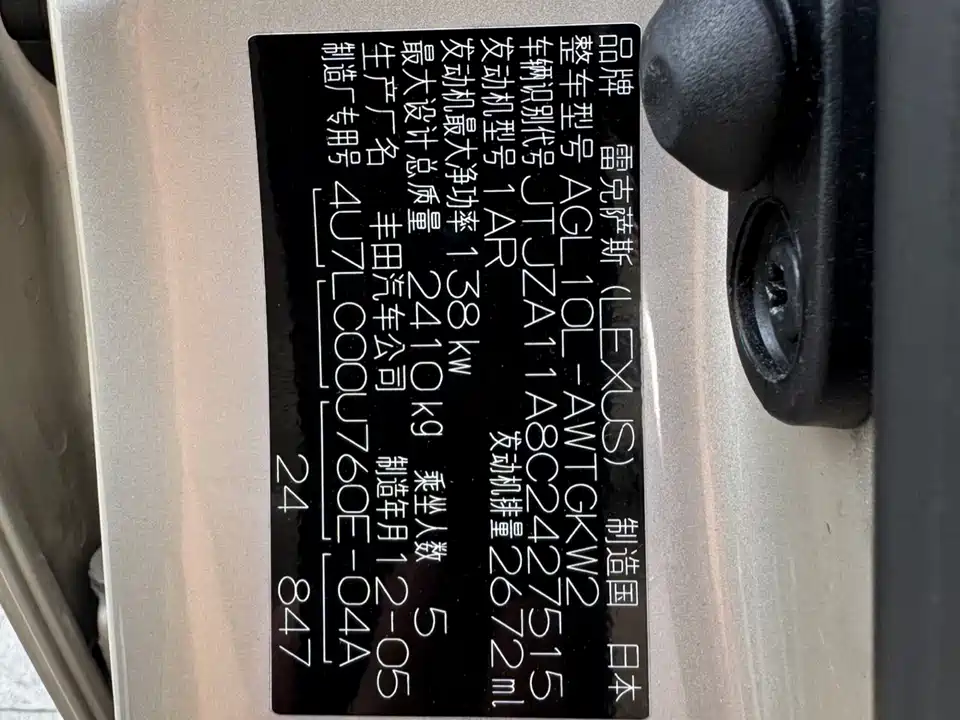 品牌 雷克萨斯(LEXUS) 制造国 日本
整车型号 AGL10L-AWTGKW2
车辆识别代号 JTJZA11A8C2427515
发动机型号 1AR 发动机排量 2672ml
发动机最大净功率 138kw
最大设计总质量 2410kg 乘坐人数 5
生产厂名 丰田汽车公司 制造年月 12-05
制造厂专用号 4U7LC00U760E-04A
24 847